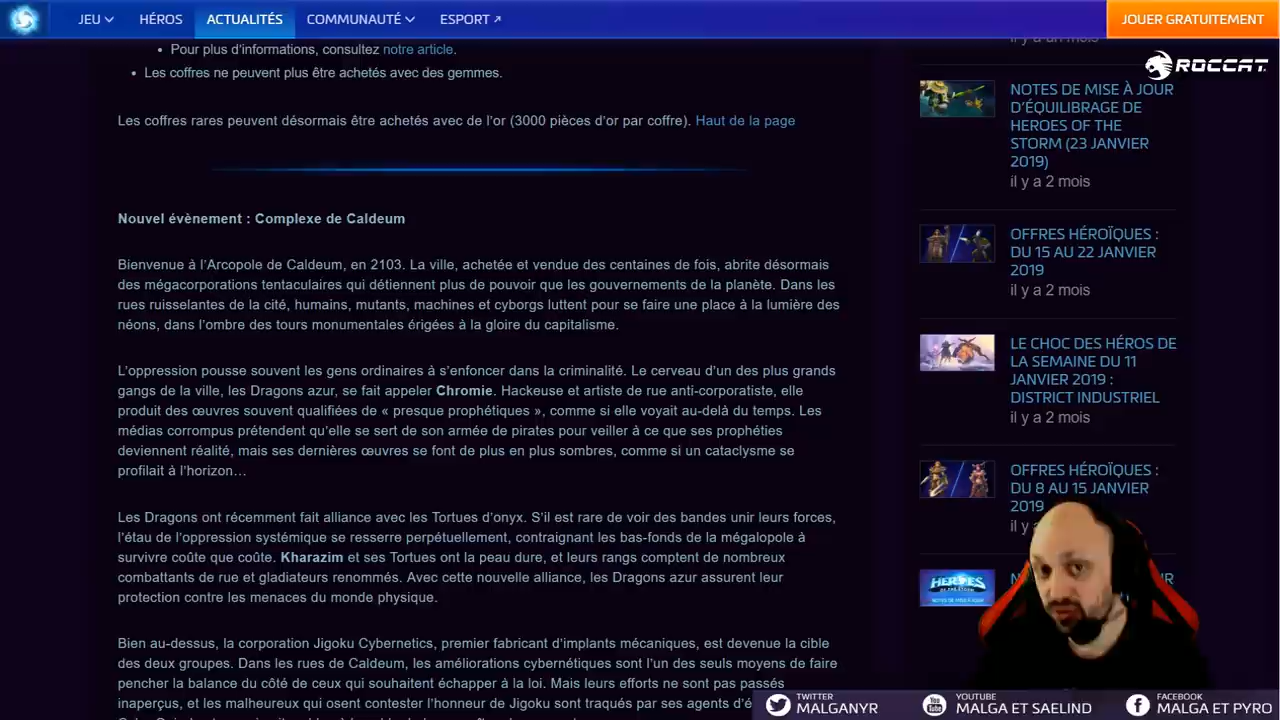 JEU
HÉROS
ACTUALITÉS
COMMUNAUTÉ
ESPORT
JOUER GRATUITEMENT
ROCCAT
• Pour plus d'informations, consultez notre article.
• Les coffres ne peuvent plus être achetés avec des gemmes.
Les coffres rares peuvent désormais être achetés avec de l'or (3000 pièces d'or par coffre). Haut de la page
Nouvel évènement : Complexe de Caldeum
Bienvenue à l'Arcopole de Caldeum, en 2103. La ville, achetée et vendue des centaines de fois, abrite désormais
des mégacorporations tentaculaires qui détiennent plus de pouvoir que les gouvernements de la planète. Dans les
rues ruisselantes de la cité, humains, mutants, machines et cyborgs luttent pour se faire une place à la lumière des
néons, dans l'ombre des tours monumentales érigées à la gloire du capitalisme.
L'oppression pousse souvent les gens ordinaires à s'enfoncer dans la criminalité. Le cerveau d'un des plus grands
gangs de la ville, les Dragons azur, se fait appeler Chromie. Hackeuse et artiste de rue anti-corporatiste, elle
produit des œuvres souvent qualifiées de « presque prophétiques », comme si elle voyait au-delà du temps. Les
médias corrompus prétendent qu'elle se sert de son armée de pirates pour veiller à ce que ses prophéties
deviennent réalité, mais ses dernières œuvres se font de plus en plus sombres, comme si un cataclysme se
profilait à l'horizon…
Les Dragons ont récemment fait alliance avec les Tortues d'onyx. S'il est rare de voir des bandes unir leurs forces,
l'étau de l'oppression systémique se resserre perpétuellement, contraignant les bas-fonds de la mégalopole à
survivre coûte que coûte. Kharazim et ses Tortues ont la peau dure, et leurs rangs comptent de nombreux
combattants de rue et gladiateurs renommés. Avec cette nouvelle alliance, les Dragons azur assurent leur
protection contre les menaces du monde physique.
Bien au-dessus, la corporation Jigoku Cybernetics, premier fabricant d'implants mécaniques, est devenue la cible
des deux groupes. Dans les rues de Caldeum, les améliorations cybernétiques sont l'un des seuls moyens de faire
pencher la balance du côté de ceux qui souhaitent échapper à la loi. Mais leurs efforts ne sont pas passés
inaperçus, et les malheureux qui osent contester l'honneur de Jigoku sont traqués par ses agents d'é
il y a un mois
NOTES DE MISE À JOUR
D'ÉQUILIBRAGE DE
HEROES OF THE
STORM (23 JANVIER
2019)
il y a 2 mois
OFFRES HÉROÏQUES :
DU 15 AU 22 JANVIER
2019
il y a 2 mois
LE CHOC DES HÉROS DE
LA SEMAINE DU 11
JANVIER 2019 :
DISTRICT INDUSTRIEL
il y a 2 mois
OFFRES HÉROÏQUES :
DU 8 AU 15 JANVIER
2019
il y
HEROES
TWITTER
MALGANYR
YOUTUBE
MALGA ET SAELIND
FACEBOOK
MALGA ET PYRO